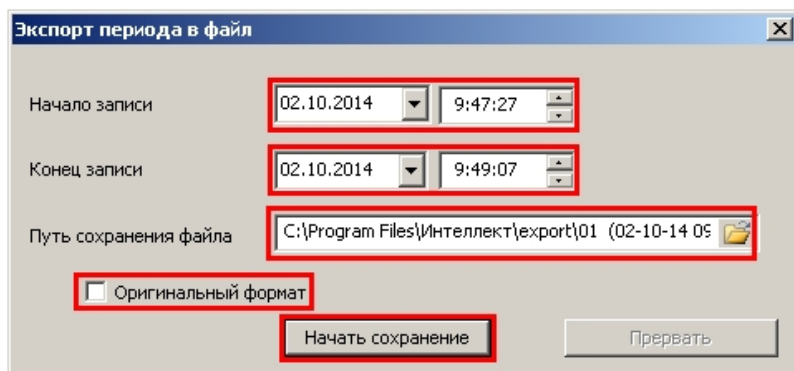 Экспорт периода в файл
Начало записи 02.10.2014 9:47:27
Конец записи 02.10.2014 9:49:07
Путь сохранения файла C:\Program Files\Интеллект\export\01 (02-10-14 09
Оригинальный формат
Начать сохранение Прервать